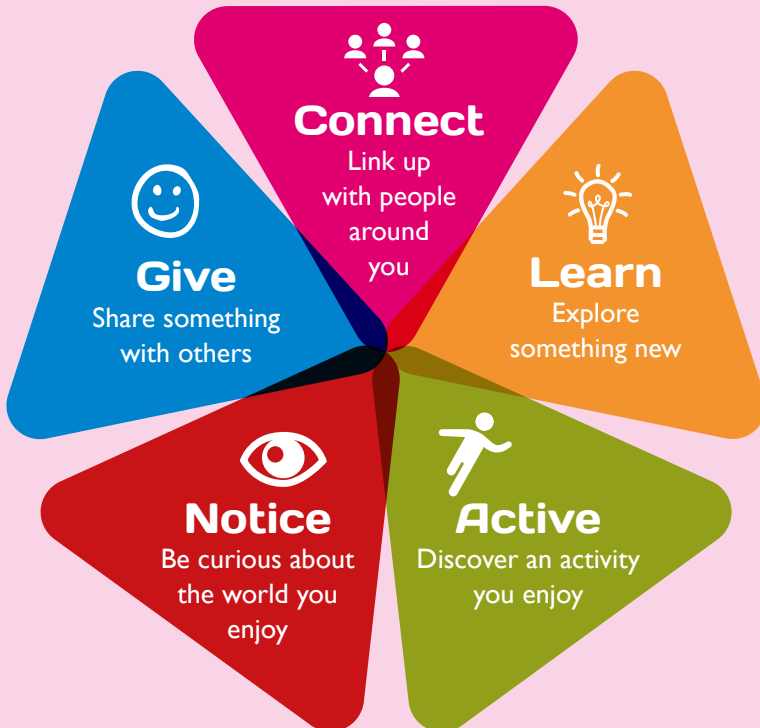 Connect
Link up
with people
around
you
Give
Share something
with others
Learn
Explore
something new
Notice
Be curious about
the world you
enjoy
Active
Discover an activity
you enjoy